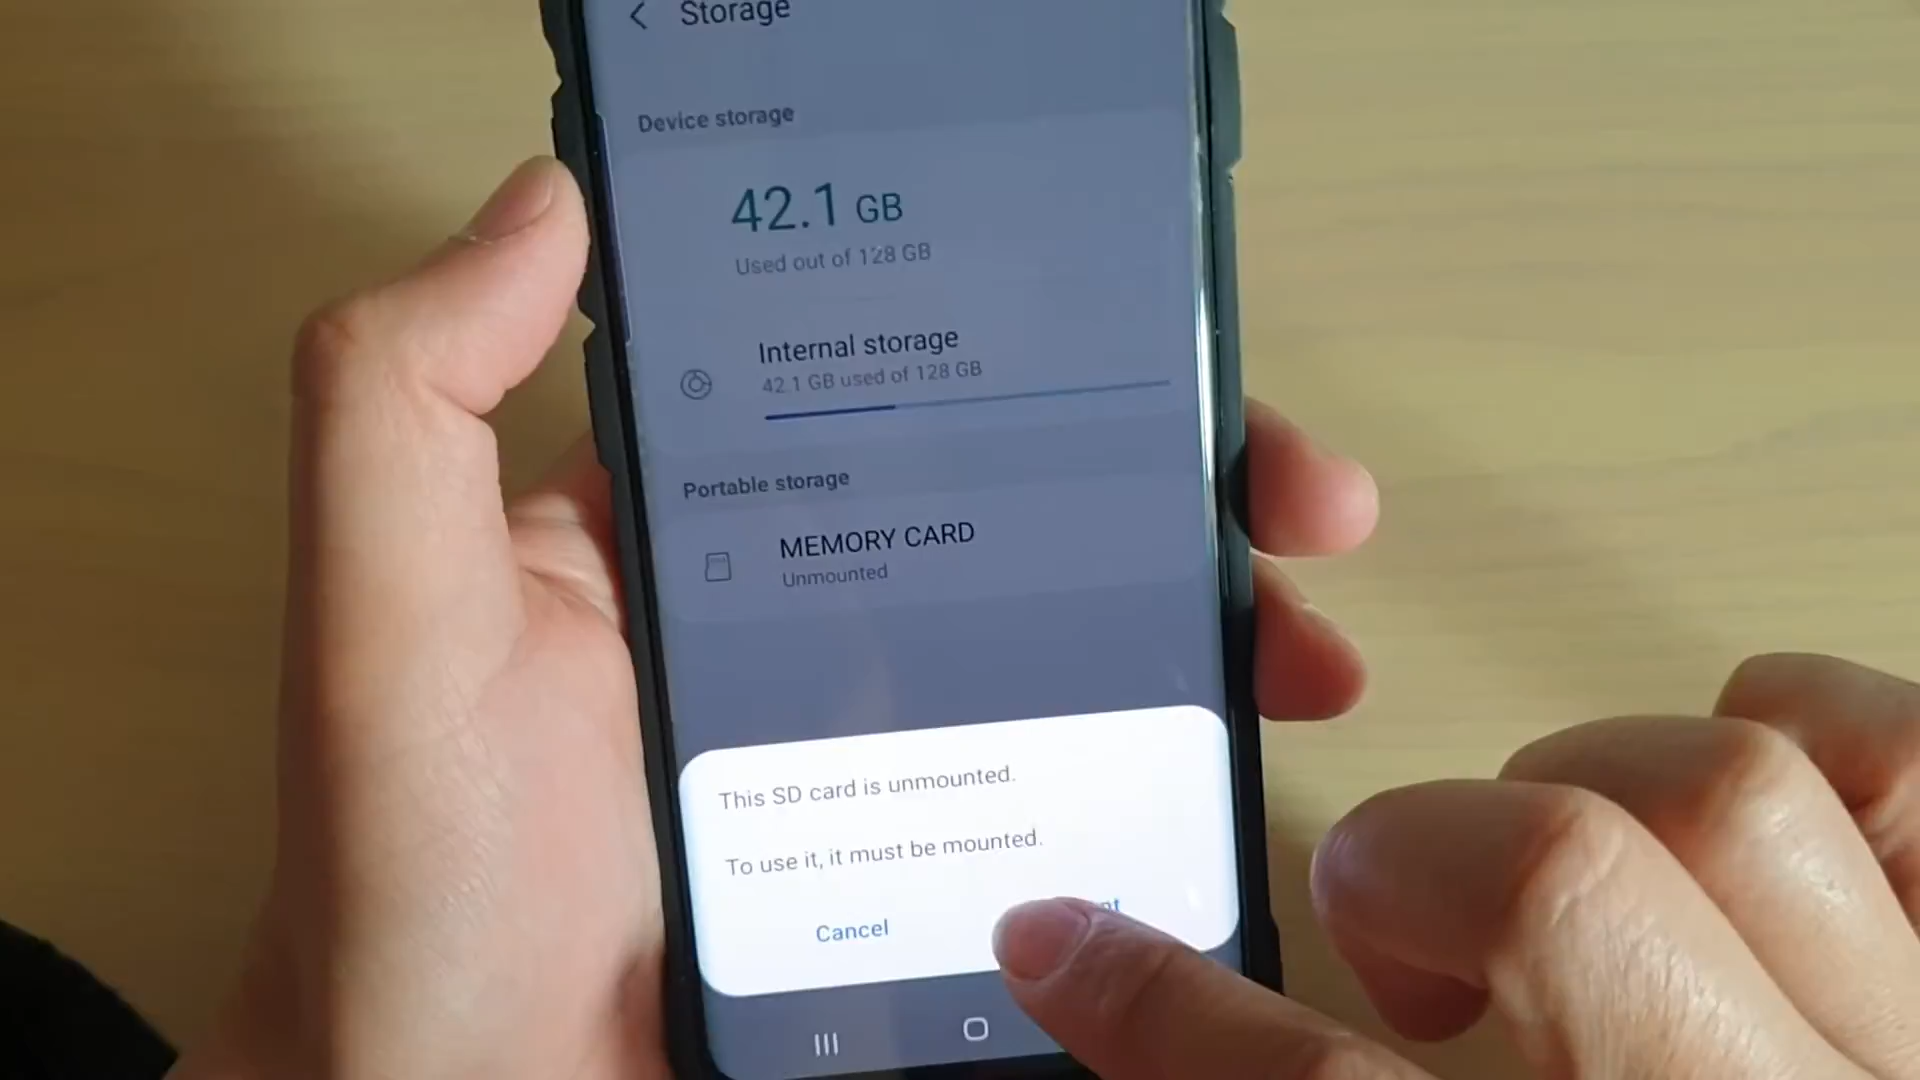 Storage
Device storage
42.1 GB
Used out of 128 GB
Internal storage
42.1 GB used of 128 GB
Portable storage
MEMORY CARD
Unmounted
This SD card is unmounted.
To use it, it must be mounted.
Cancel